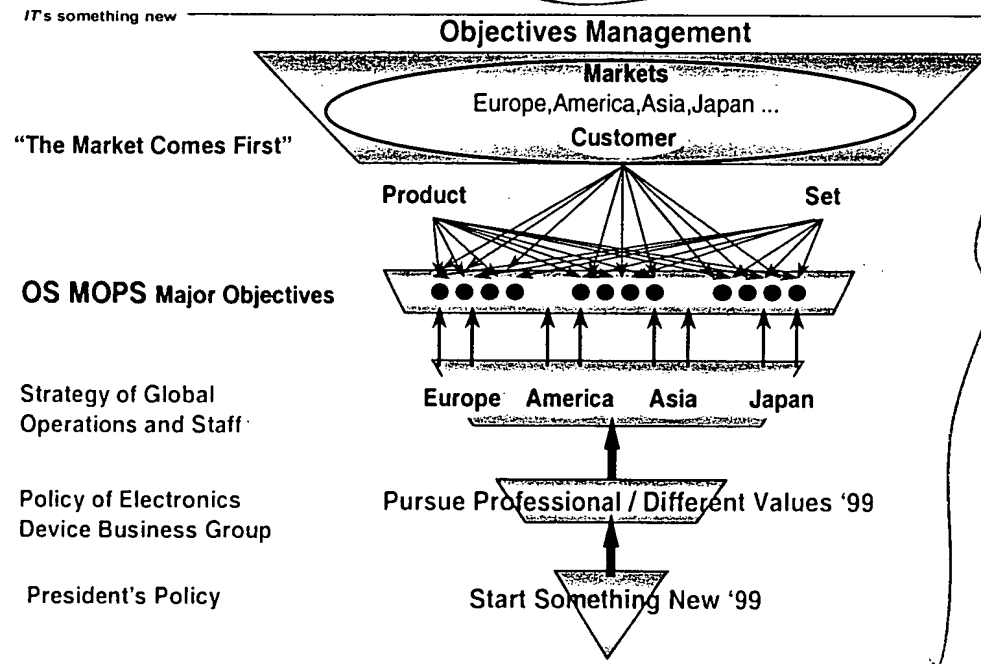 IT's something new
Objectives Management
Markets
Europe,America,Asia,Japan ...
Customer
"The Market Comes First"
Product
Set
OS MOPS Major Objectives
Strategy of Global
Operations and Staff
Europe America Asia Japan
Policy of Electronics
Device Business Group
Pursue Professional / Different Values '99
President's Policy
Start Something New '99